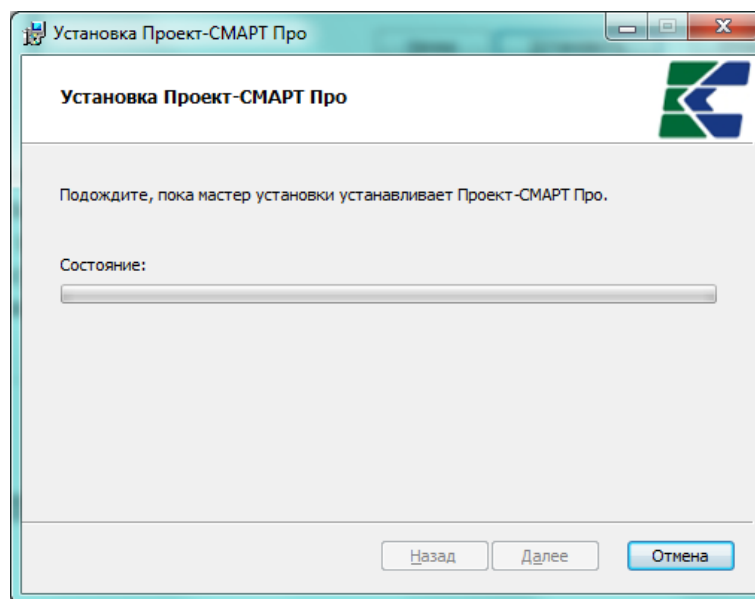 Установка Проект-СМАРТ Про
Установка Проект-СМАРТ Про
Подождите, пока мастер установки устанавливает Проект-СМАРТ Про.
Состояние:
Назад Далее Отмена